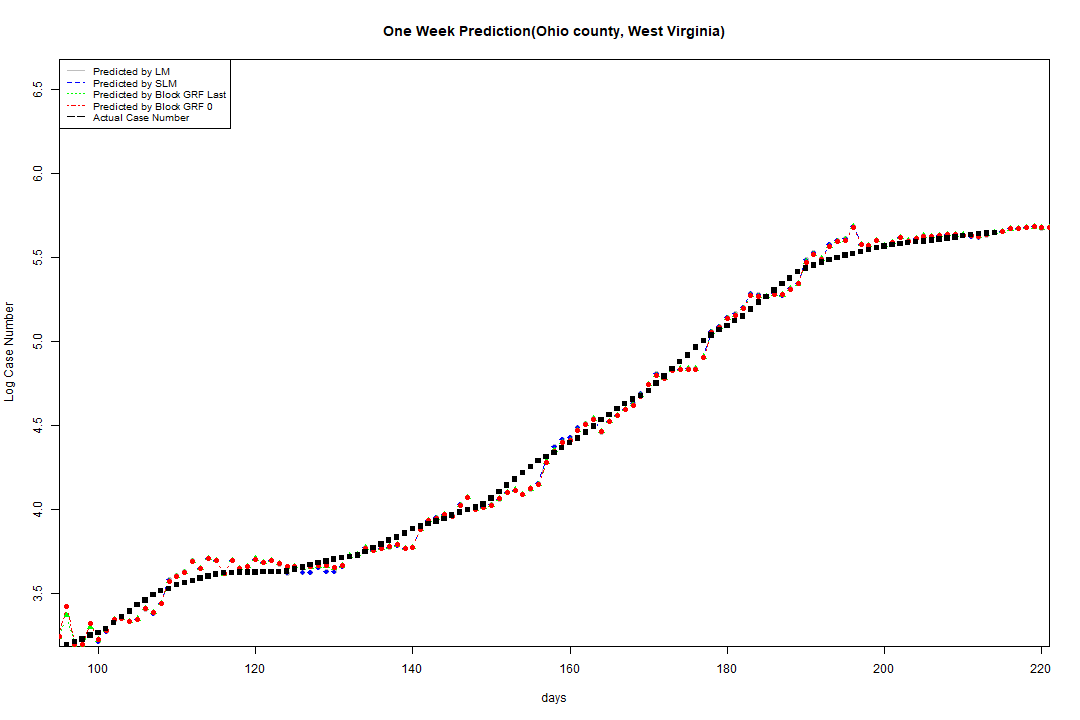 One Week Prediction(Ohio county, West Virginia)
Predicted by LM
Predicted by SLM
Predicted by Block GRF Last
Predicted by Block GRF 0
Actual Case Number
6.5
6.0
5.5
5.0
4.5
4.0
3.5
Log Case Number
100 120 140 160 180 200 220
days